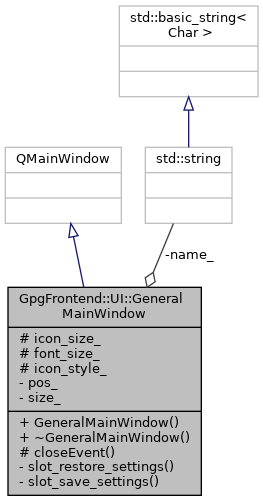 std::basic_string<
Char >
QMainWindow
std::string
-name_
GpgFrontend::UI::General
MainWindow
# icon_size_
# font_size_
# icon_style_
- pos_
- size_
+ GeneralMainWindow()
+ ~GeneralMainWindow()
# closeEvent()
- slot_restore_settings()
- slot_save_settings()